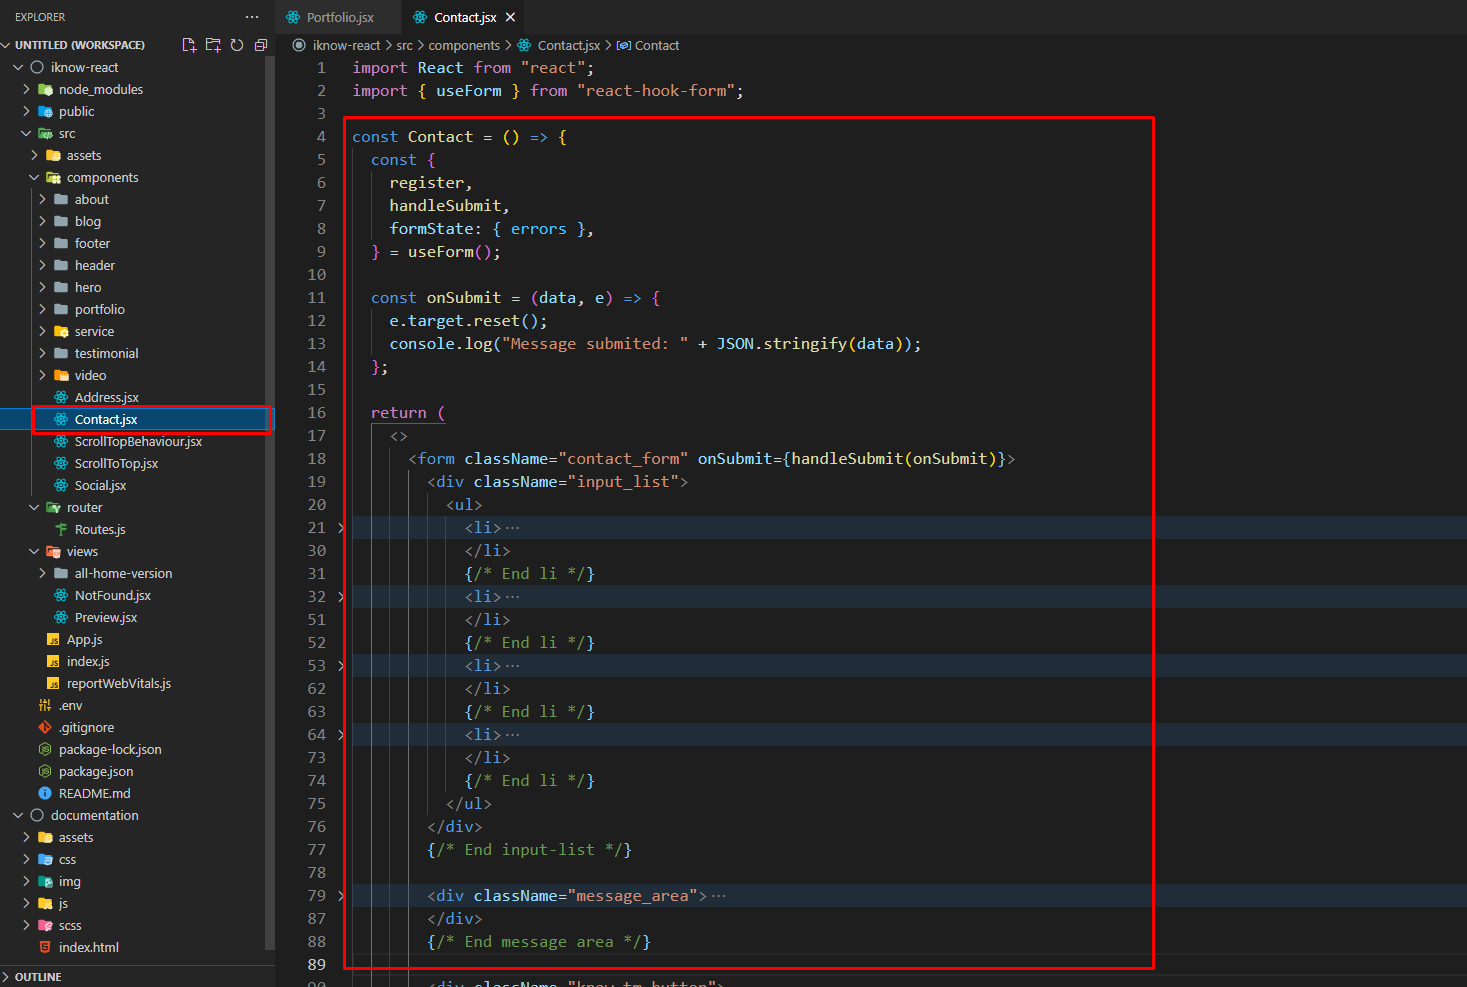 EXPLORER
UNTITLED (WORKSPACE)
iknow-react
node_modules
public
src
assets
components
about
blog
footer
header
hero
portfolio
service
testimonial
video
Address.jsx
Contact.jsx
ScrollTopBehaviour.jsx
ScrollToTop.jsx
Social.jsx
router
Routes.js
views
all-home-version
NotFound.jsx
Preview.jsx
App.js
index.js
reportWebVitals.js
.env
.gitignore
package-lock.json
package.json
README.md
documentation
assets
css
img
js
scss
index.html
OUTLINE
Portfolio.jsx
Contact.jsx
iknow-react > src > components > Contact.jsx > Contact
1 import React from "react";
2 import { useForm } from "react-hook-form";
3
4 const Contact = () => {
5 const {
6 register,
7 handleSubmit,
8 formState: { errors },
9 } = useForm();
10
11 const onSubmit = (data, e) => {
12 e.target.reset();
13 console.log("Message submited: " + JSON.stringify(data));
14 };
15
16 return (
17 <>
18 <form className="contact_form" onSubmit={handleSubmit(onSubmit)}>
19 <div className="input_list">
20 <ul>
21 <li>…
30 </li>
31 {/* End li */}
32 <li>…
51 </li>
52 {/* End li */}
53 <li>…
62 </li>
63 {/* End li */}
64 <li>…
73 </li>
74 {/* End li */}
75 </ul>
76 </div>
77 {/* End input-list */}
78
79 <div className="message_area">…
87 </div>
88 {/* End message area */}
89
90 <div className="know_tm_button">